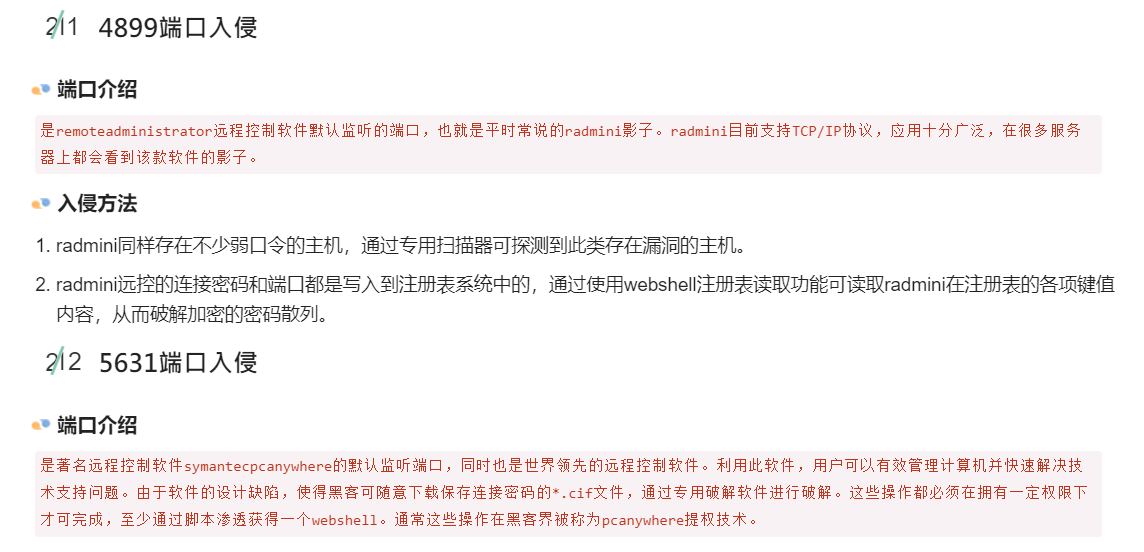 2/1 4899端口入侵
端口介绍
是remoteadministrator远程控制软件默认监听的端口，也就是平时常说的radmini影子。radmini目前支持TCP/IP协议，应用十分广泛，在很多服务
器上都会看到该款软件的影子。
入侵方法
1. radmini同样存在不少弱口令的主机，通过专用扫描器可探测到此类存在漏洞的主机。
2. radmini远控的连接密码和端口都是写入到注册表系统中的，通过使用webshell注册表读取功能可读取radmini在注册表的各项键值
内容，从而破解加密的密码散列。
2/2 5631端口入侵
端口介绍
是著名远程控制软件symantecpcanywhere的默认监听端口，同时也是世界领先的远程控制软件。利用此软件，用户可以有效管理计算机并快速解决技
术支持问题。由于软件的设计缺陷，使得黑客可随意下载保存连接密码的*.cif文件，通过专用破解软件进行破解。这些操作都必须在拥有一定权限下
才可完成，至少通过脚本渗透获得一个webshell。通常这些操作在黑客界被称为pcanywhere提权技术。